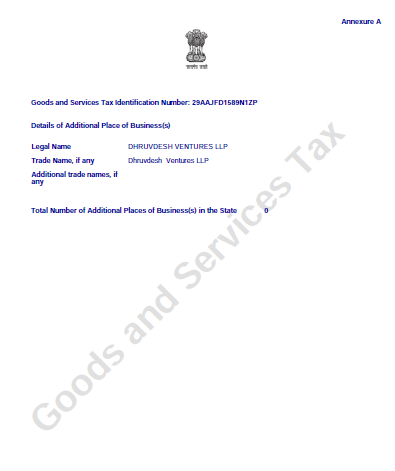 Annexure A
सत्यमेव जयते
Goods and Services Tax Identification Number: 29AAJFD1589N1ZP
Details of Additional Place of Business(s)
Legal Name DHRUVDESH VENTURES LLP
Trade Name, if any Dhruvdesh Ventures LLP
Additional trade names, if
any
Total Number of Additional Places of Business(s) in the State 0
Goods and Services Tax